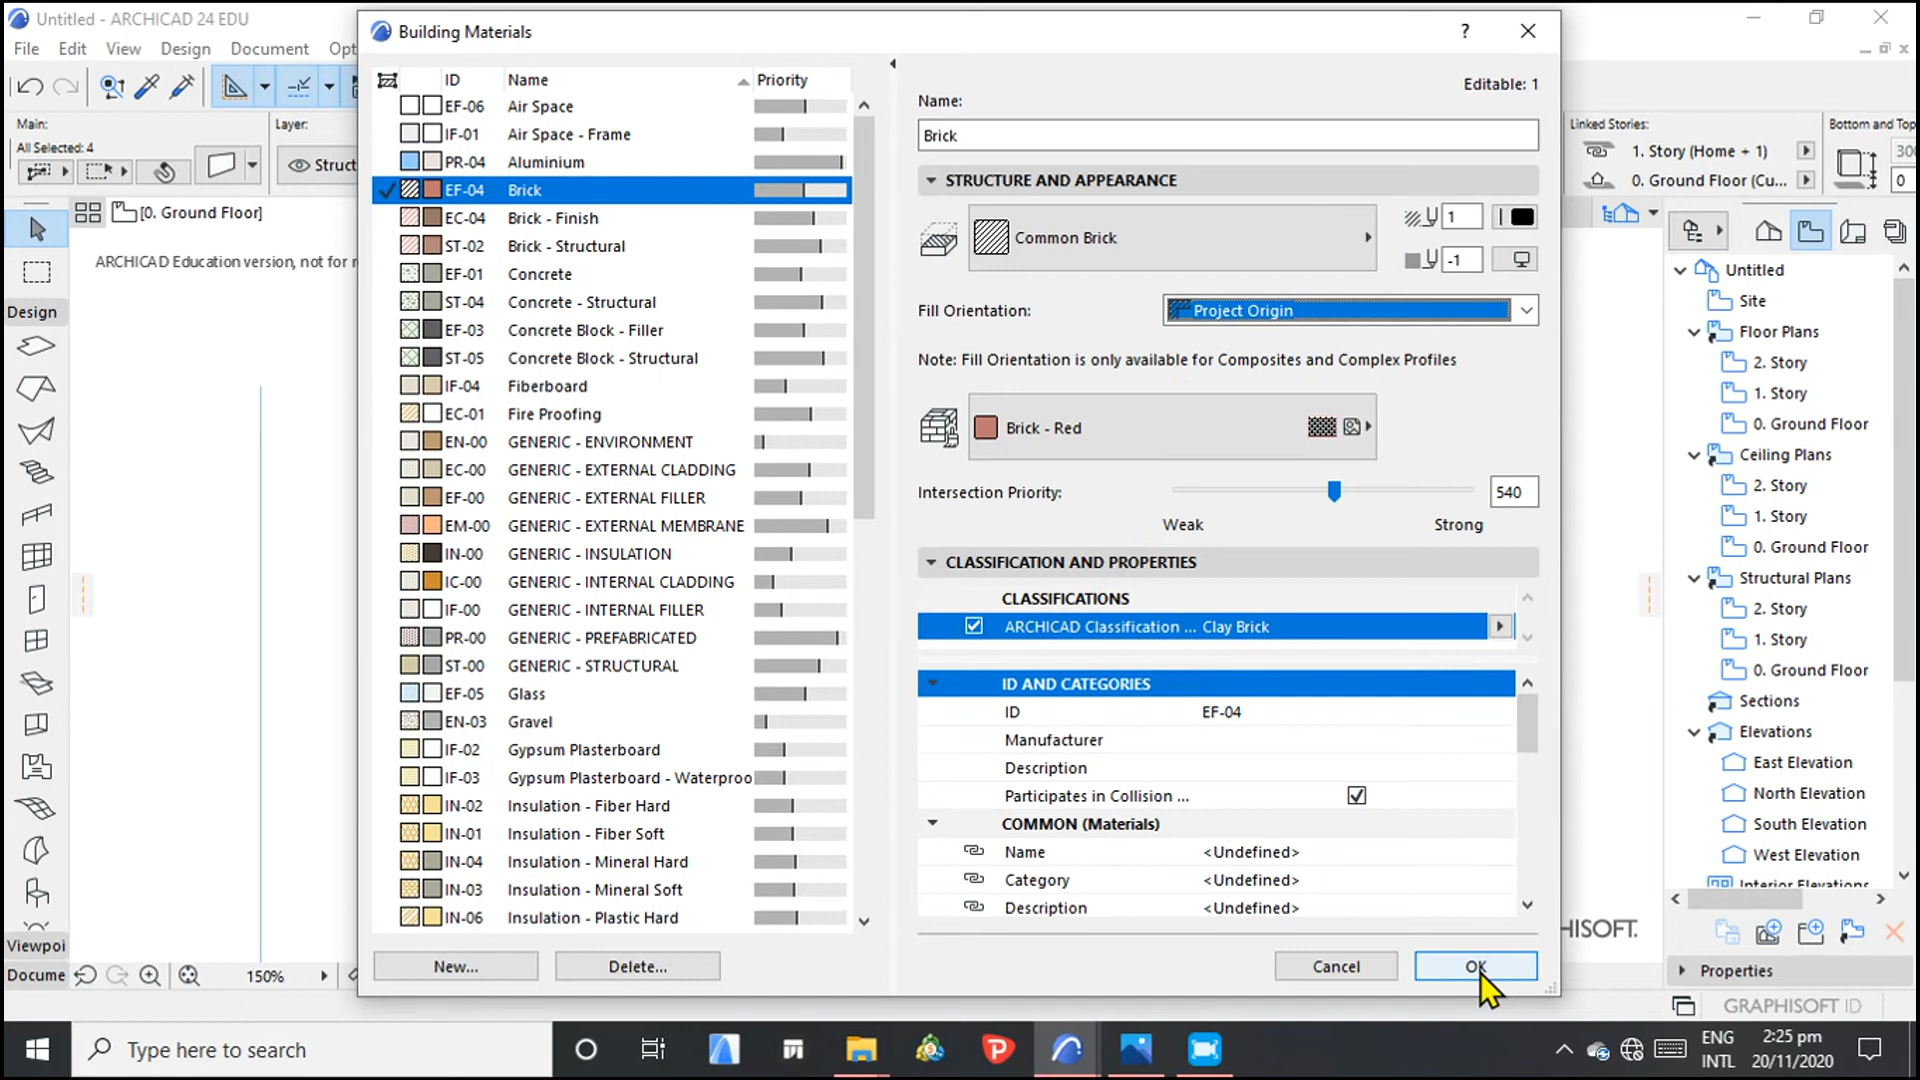 Untitled - ARCHICAD 24 EDU
File Edit View Design Document Opt
Main:
All Selected: 4
Layer:
Struct
[0. Ground Floor]
ARCHICAD Education version, not for r
Design
Viewpoi
Docume
150%
Building Materials
?
ID Name Priority
EF-06 Air Space
IF-01 Air Space - Frame
PR-04 Aluminium
EF-04 Brick
EC-04 Brick - Finish
ST-02 Brick - Structural
EF-01 Concrete
ST-04 Concrete - Structural
EF-03 Concrete Block - Filler
ST-05 Concrete Block - Structural
IF-04 Fiberboard
EC-01 Fire Proofing
EN-00 GENERIC - ENVIRONMENT
EC-00 GENERIC - EXTERNAL CLADDING
EF-00 GENERIC - EXTERNAL FILLER
EM-00 GENERIC - EXTERNAL MEMBRANE
IN-00 GENERIC - INSULATION
IC-00 GENERIC - INTERNAL CLADDING
IF-00 GENERIC - INTERNAL FILLER
PR-00 GENERIC - PREFABRICATED
ST-00 GENERIC - STRUCTURAL
EF-05 Glass
EN-03 Gravel
IF-02 Gypsum Plasterboard
IF-03 Gypsum Plasterboard - Waterproo
IN-02 Insulation - Fiber Hard
IN-01 Insulation - Fiber Soft
IN-04 Insulation - Mineral Hard
IN-03 Insulation - Mineral Soft
IN-06 Insulation - Plastic Hard
New...
Delete...
Editable: 1
Name:
Brick
STRUCTURE AND APPEARANCE
Common Brick
1
-1
Fill Orientation:
Project Origin
Note: Fill Orientation is only available for Composites and Complex Profiles
Brick - Red
Intersection Priority:
540
Weak Strong
CLASSIFICATION AND PROPERTIES
CLASSIFICATIONS
ARCHICAD Classification ... Clay Brick
ID AND CATEGORIES
ID EF-04
Manufacturer
Description
Participates in Collision ...
COMMON (Materials)
Name <Undefined>
Category <Undefined>
Description <Undefined>
Cancel
OK
Linked Stories:
1. Story (Home + 1)
0. Ground Floor (Cu...
Bottom and Top
300
0
Untitled
Site
Floor Plans
2. Story
1. Story
0. Ground Floor
Ceiling Plans
2. Story
1. Story
0. Ground Floor
Structural Plans
2. Story
1. Story
0. Ground Floor
Sections
Elevations
East Elevation
North Elevation
South Elevation
West Elevation
Interior Elevations
HISOFT.
Properties
GRAPHISOFT ID
Type here to search
ENG
INTL
2:25 pm
20/11/2020